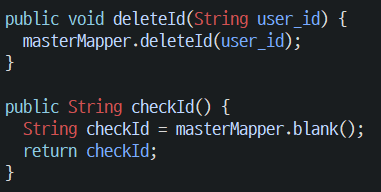 public void deleteId(String user_id) {
  masterMapper.deleteId(user_id);
}

public String checkId() {
  String checkId = masterMapper.blank();
  return checkId;
}